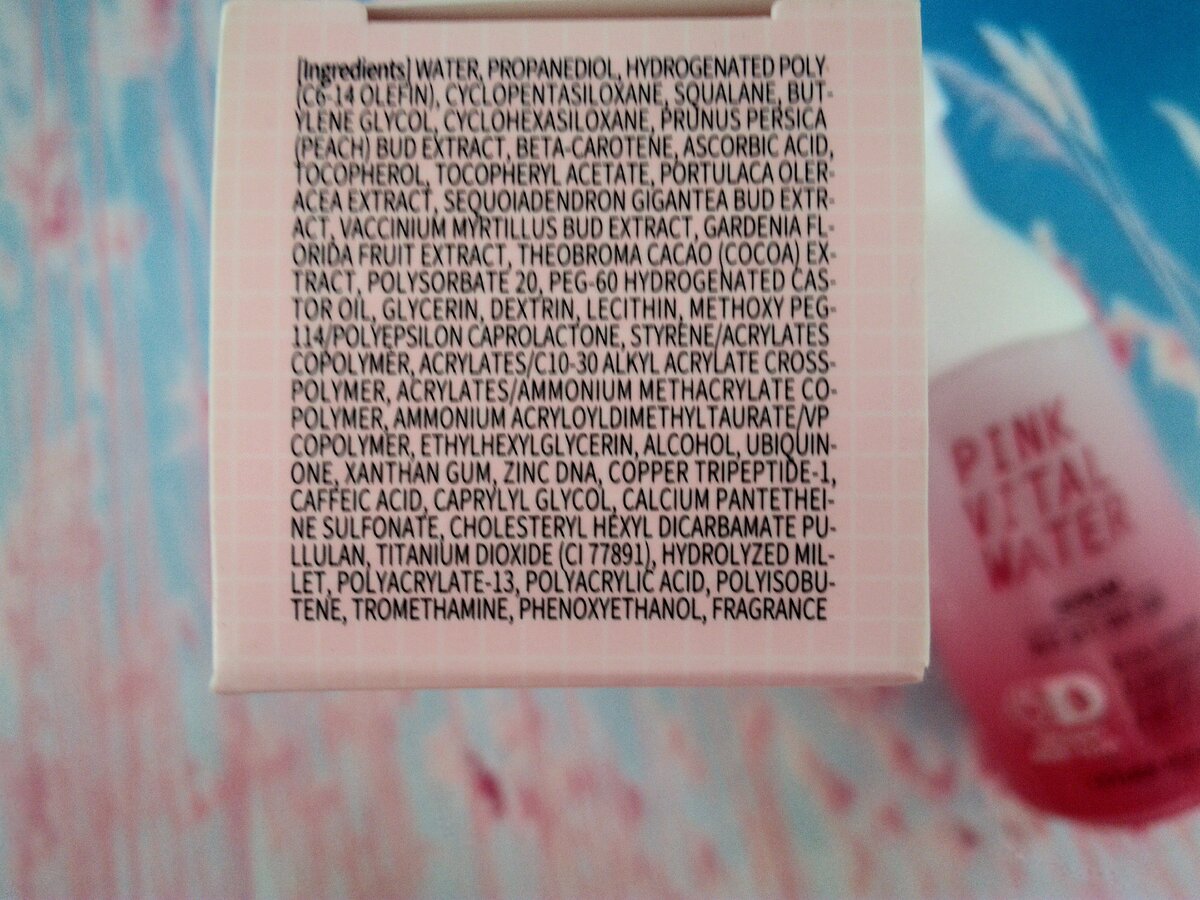 [Ingredients] WATER, PROPANEDIOL, HYDROGENATED POLY
(C6-14 OLEFIN), CYCLOPENTASILOXANE, SQUALANE, BUT-
YLENE GLYCOL, CYCLOHEXASILOXANE, PRUNUS PERSICA
(PEACH) BUD EXTRACT, BETA-CAROTENE, ASCORBIC ACID,
TOCOPHEROL, TOCOPHERYL ACETATE, PORTULACA OLER-
ACEA EXTRACT, SEQUOIADENDRON GIGANTEA BUD EXTR-
ACT, VACCINIUM MYRTILLUS BUD EXTRACT, GARDENIA FL-
ORIDA FRUIT EXTRACT, THEOBROMA CACAO (COCOA) EX-
TRACT, POLYSORBATE 20, PEG-60 HYDROGENATED CAS-
TOR OIL, GLYCERIN, DEXTRIN, LECITHIN, METHOXY PEG-
114/POLYEPSILON CAPROLACTONE, STYRENE/ACRYLATES
COPOLYMER, ACRYLATES/C10-30 ALKYL ACRYLATE CROSS-
POLYMER, ACRYLATES/AMMONIUM METHACRYLATE CO-
POLYMER, AMMONIUM ACRYLOYLDIMETHYLTAURATE/VP
COPOLYMER, ETHYLHEXYLGLYCERIN, ALCOHOL, UBIQUIN-
ONE, XANTHAN GUM, ZINC DNA, COPPER TRIPEPTIDE-1,
CAFFEIC ACID, CAPRYLYL GLYCOL, CALCIUM PANTETHEI-
NE SULFONATE, CHOLESTERYL HEXYL DICARBAMATE PU-
LLULAN, TITANIUM DIOXIDE (CI 77891), HYDROLYZED MIL-
LET, POLYACRYLATE-13, POLYACRYLIC ACID, POLYISOBU-
TENE, TROMETHAMINE, PHENOXYETHANOL, FRAGRANCE
PINK
VITAL
WATER